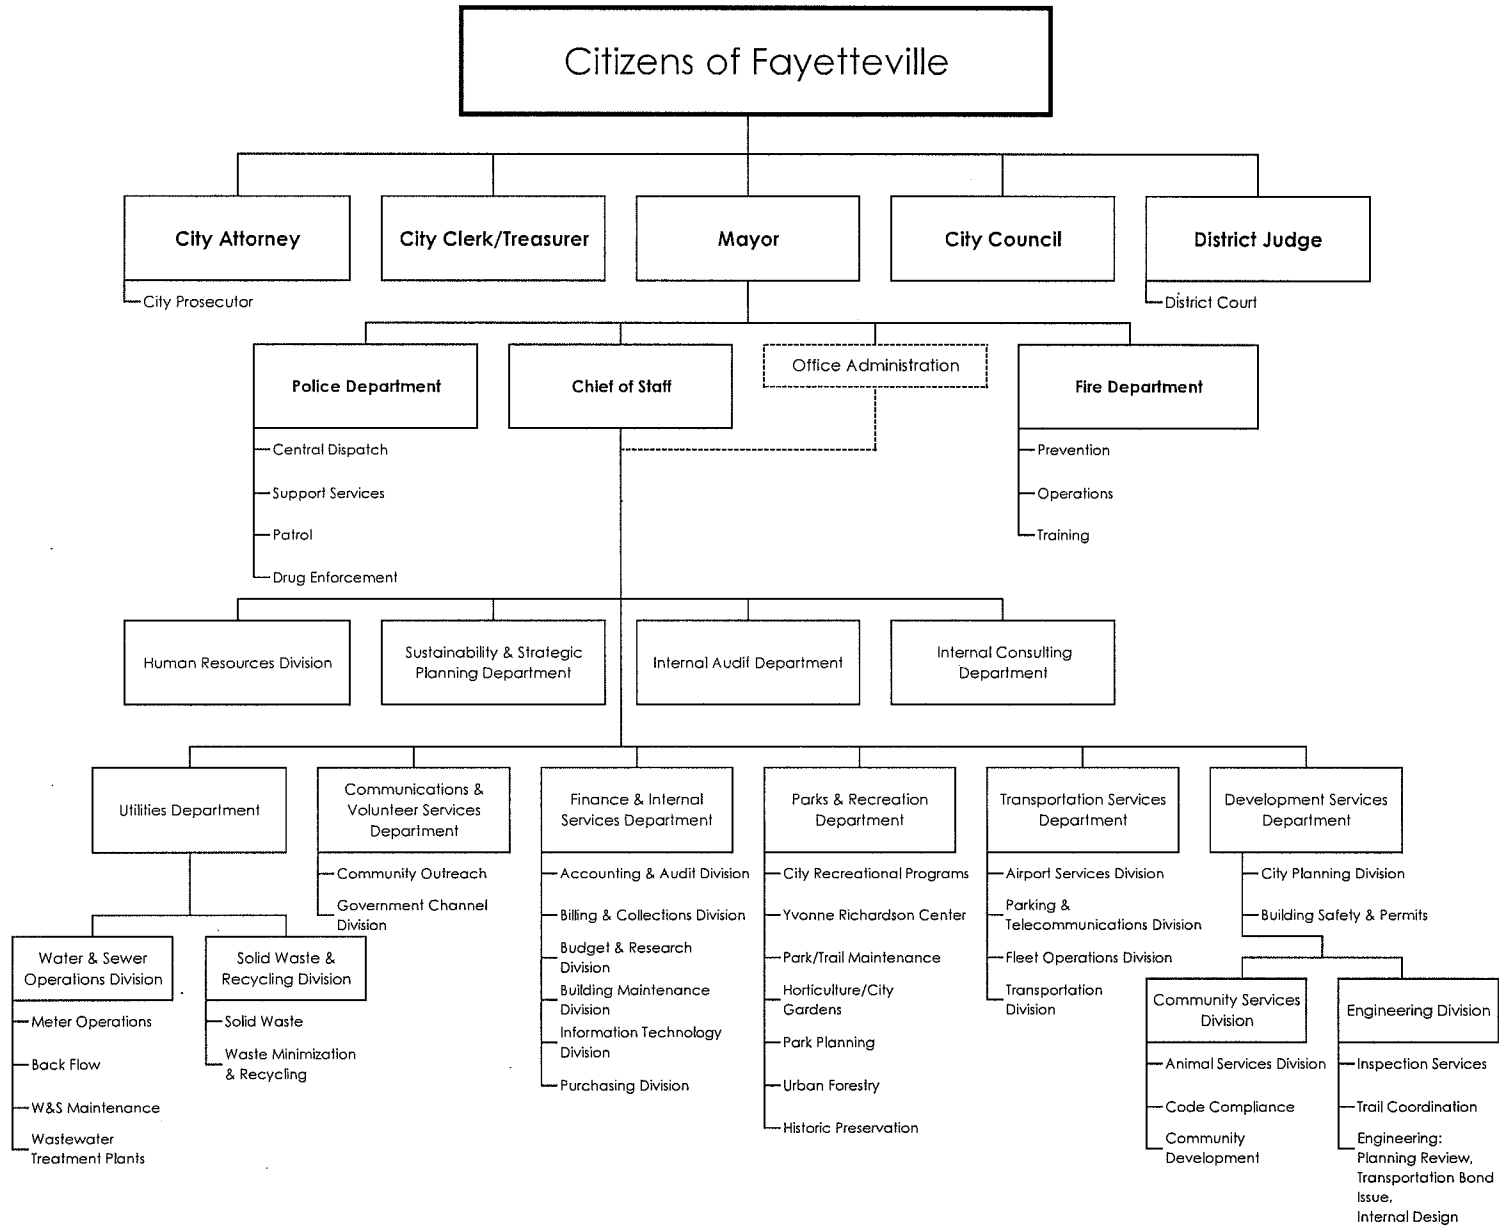 Citizens of Fayetteville
City Attorney
City Clerk/Treasurer
Mayor
City Council
District Judge
City Prosecutor
District Court
Police Department
Chief of Staff
Office Administration
Fire Department
Central Dispatch
Support Services
Patrol
Drug Enforcement
Prevention
Operations
Training
Human Resources Division
Sustainability & Strategic
Planning Department
Internal Audit Department
Internal Consulting
Department
Utilities Department
Communications &
Volunteer Services
Department
Finance & Internal
Services Department
Parks & Recreation
Department
Transportation Services
Department
Development Services
Department
Community Outreach
Government Channel
Division
Accounting & Audit Division
Billing & Collections Division
Budget & Research
Division
Building Maintenance
Division
Information Technology
Division
Purchasing Division
City Recreational Programs
Yvonne Richardson Center
Park/Trail Maintenance
Horticulture/City
Gardens
Park Planning
Urban Forestry
Historic Preservation
Airport Services Division
Parking &
Telecommunications Division
Fleet Operations Division
Transportation
Division
City Planning Division
Building Safety & Permits
Water & Sewer
Operations Division
Solid Waste &
Recycling Division
Meter Operations
Back Flow
W&S Maintenance
Wastewater
Treatment Plants
Solid Waste
Waste Minimization
& Recycling
Community Services
Division
Engineering Division
Animal Services Division
Code Compliance
Community
Development
Inspection Services
Trail Coordination
Engineering:
Planning Review,
Transportation Bond
Issue,
Internal Design